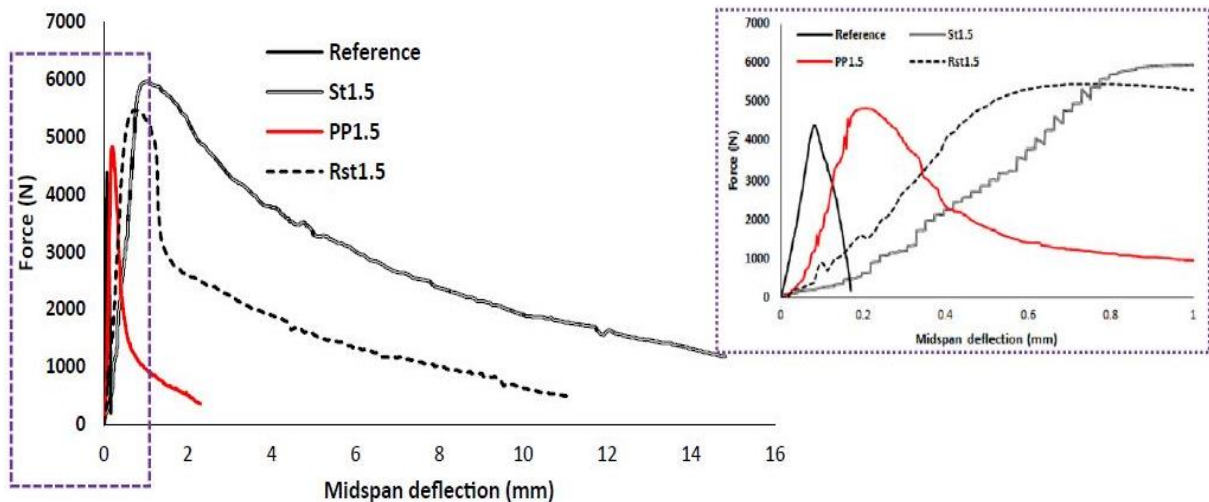 7000
6000
5000
4000
3000
2000
1000
0
Force (N)
Reference
St1.5
PP1.5
Rst1.5
0 2 4 6 8 10 12 14 16
Midspan deflection (mm)
7000
6000
5000
4000
3000
2000
1000
0
Force (N)
Reference St1.5
PP1.5 Rst1.5
0 0.2 0.4 0.6 0.8 1
Midspan deflection (mm)